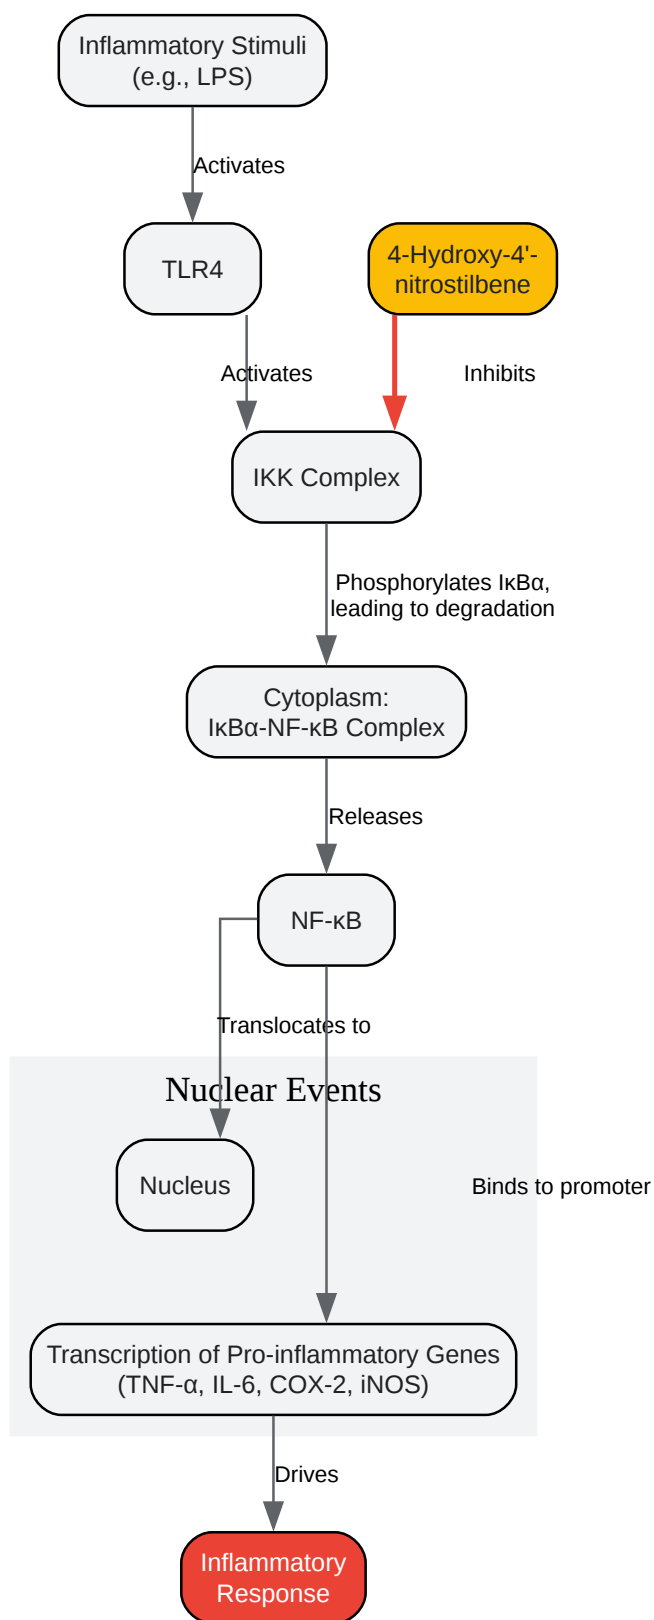 Inflammatory Stimuli
(e.g., LPS)
Activates
TLR4
4-Hydroxy-4'-
nitrostilbene
Activates
Inhibits
IKK Complex
Phosphorylates IκBα,
leading to degradation
Cytoplasm:
IκBα-NF-κB Complex
Releases
NF-κB
Translocates to
Nuclear Events
Nucleus
Binds to promoter
Transcription of Pro-inflammatory Genes
(TNF-α, IL-6, COX-2, iNOS)
Drives
Inflammatory
Response